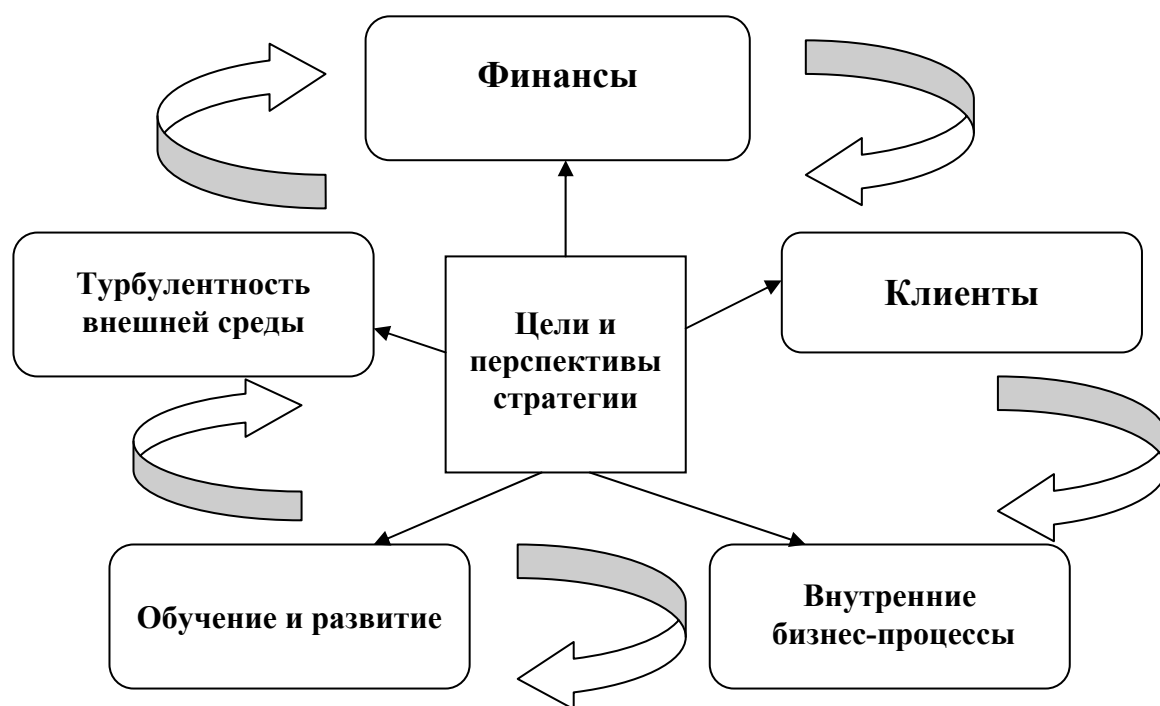 Финансы
Турбулентность
внешней среды
Цели и
перспективы
стратегии
Клиенты
Обучение и развитие
Внутренние
бизнес-процессы